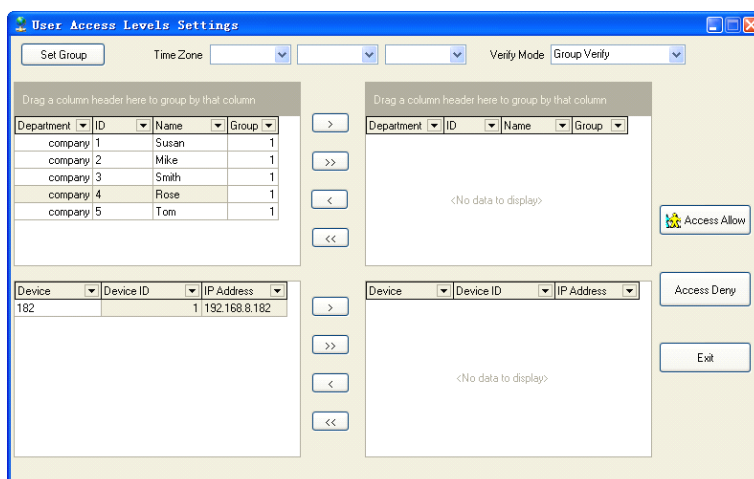 User Access Levels Settings
Set Group Time Zone Verify Mode Group Verify
Drag a column header here to group by that column
Department ID Name Group
company 1 Susan 1
company 2 Mike 1
company 3 Smith 1
company 4 Rose 1
company 5 Tom 1
>
>>
<
<<
Drag a column header here to group by that column
Department ID Name Group
<No data to display>
Device Device ID IP Address
182 1 192.168.8.182
>
>>
<
<<
Device Device ID IP Address
<No data to display>
Access Allow
Access Deny
Exit